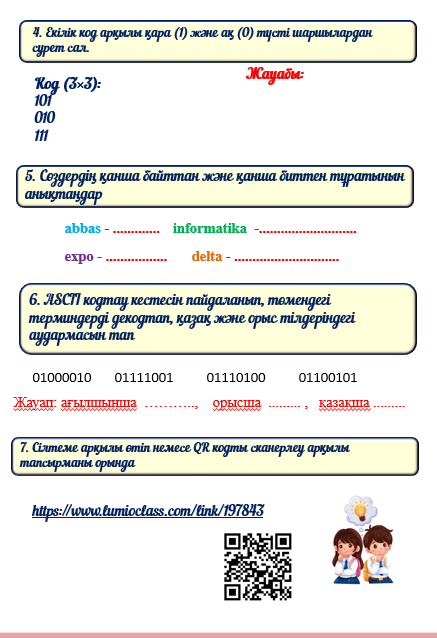 4. Екілік код арқылы қара (1) және ақ (0) түсті шаршылардан
сурет сал.
Жауабы:
Код (3×3):
101
010
111
5. Сөздердің қанша байттан және қанша биттен тұратынын
анықтаңдар
abbas - ............. informatika -...........................
expo - ................. delta - .............................
6. ASCII кодтау кестесін пайдаланып, төмендегі
терминдерді декодтап, қазақ және орыс тілдеріндегі
аудармасын тап
01000010 01111001 01110100 01100101
Жауап: ағылшынша ………..., орысша ......... , қазақша .........
7. Сілтеме арқылы өтіп немесе QR кодты сканерлеу арқылы
тапсырманы орында
https://www.lumioclass.com/link/197843